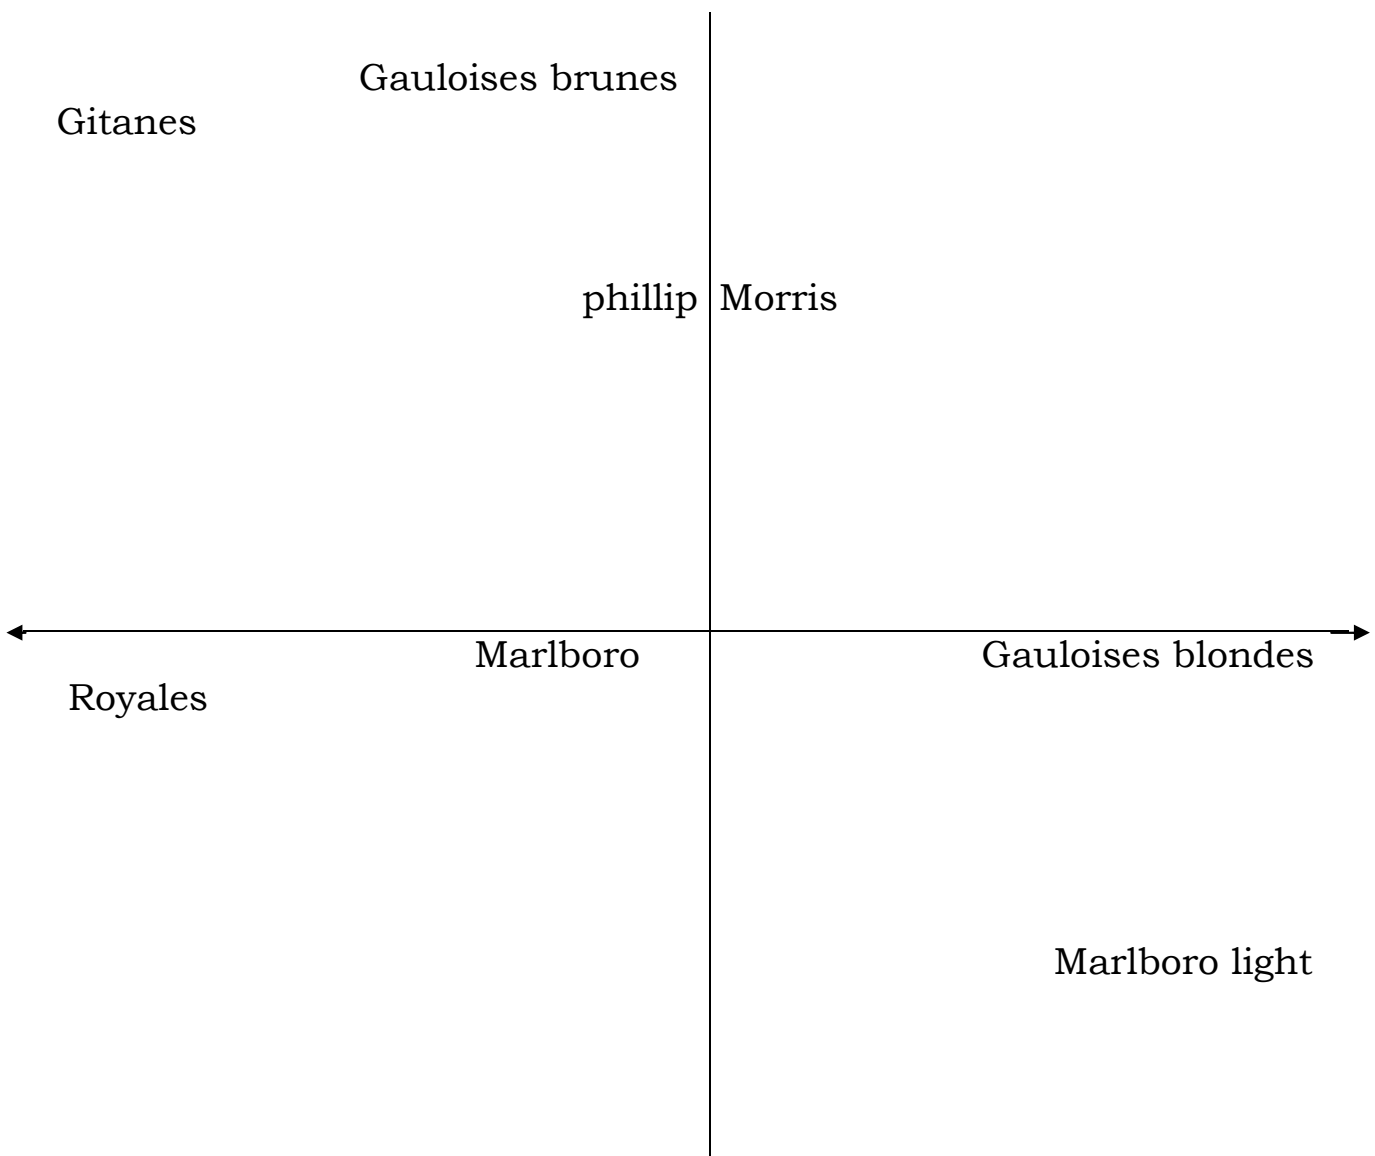 Gauloises brunes
Gitanes
phillip Morris
Marlboro Gauloises blondes
Royales
Marlboro light